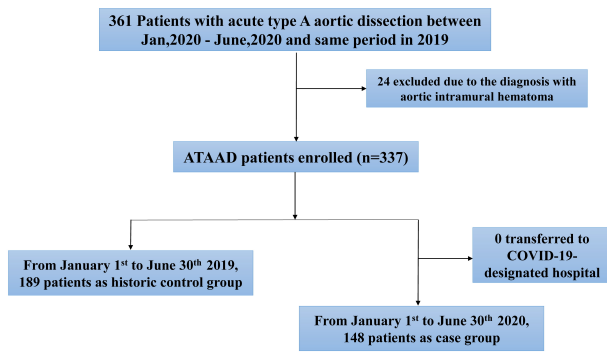 361 Patients with acute type A aortic dissection between
Jan,2020 - June,2020 and same period in 2019
24 excluded due to the diagnosis with
aortic intramural hematoma
ATAAD patients enrolled (n=337)
0 transferred to
COVID-19-
designated hospital
From January 1st to June 30th 2019,
189 patients as historic control group
From January 1st to June 30th 2020,
148 patients as case group